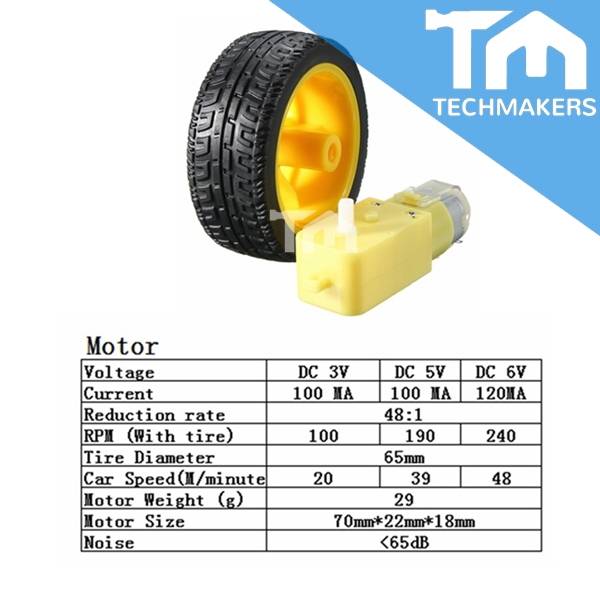 TM
TECHMAKERS
TM
Motor
Voltage DC 3V DC 5V DC 6V
Current 100 MA 100 MA 120MA
Reduction rate 48:1
RPM (With tire) 100 190 240
Tire Diameter 65mm
Car Speed(M/minute 20 39 48
Motor Weight (g) 29
Motor Size 70mm*22mm*18mm
Noise <65dB